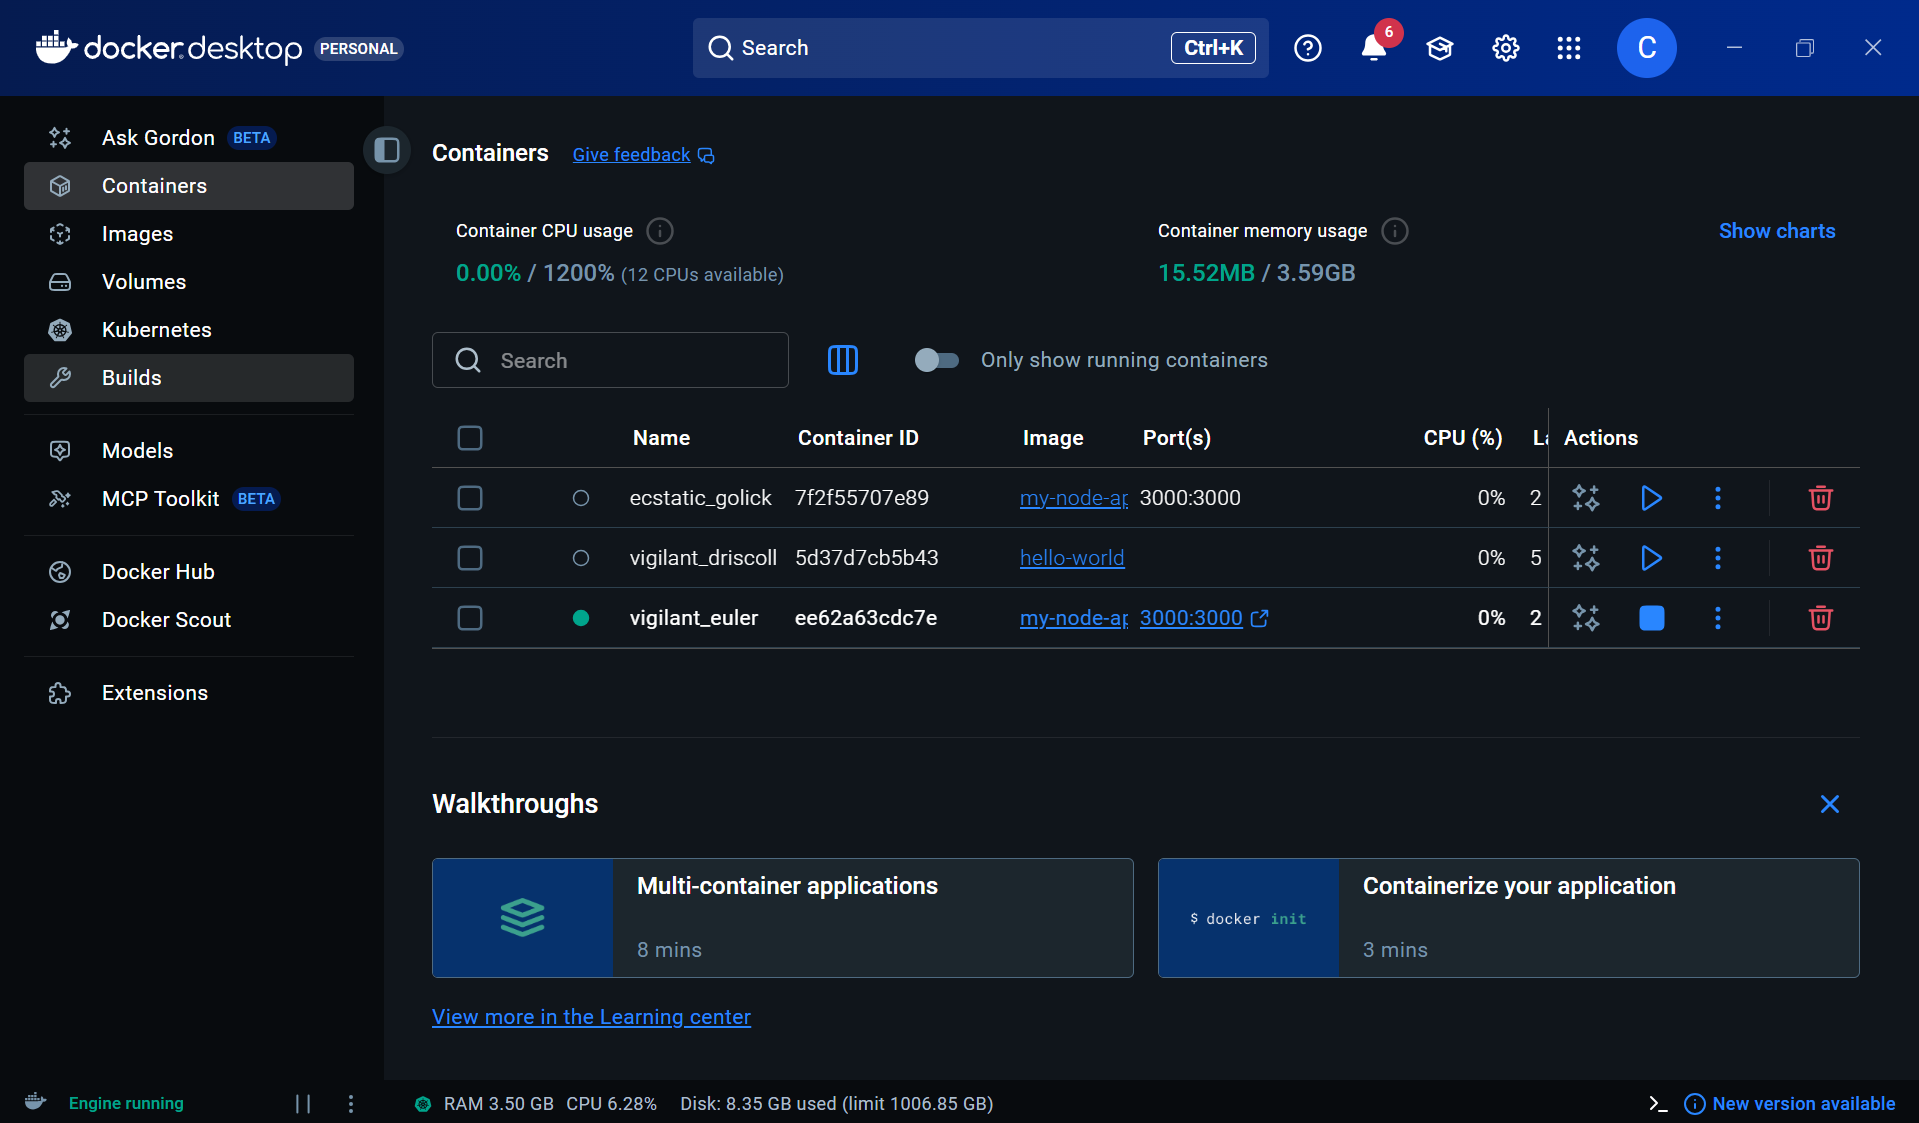 docker.desktop PERSONAL
Search Ctrl+K
6
C
Ask Gordon BETA
Containers
Images
Volumes
Kubernetes
Builds
Models
MCP Toolkit BETA
Docker Hub
Docker Scout
Extensions
Containers Give feedback
Container CPU usage
0.00% / 1200% (12 CPUs available)
Container memory usage
15.52MB / 3.59GB
Show charts
Search
Only show running containers
Name Container ID Image Port(s) CPU (%) Actions
ecstatic_golick 7f2f55707e89 my-node-ap 3000:3000 0% 2
vigilant_driscoll 5d37d7cb5b43 hello-world 0% 5
vigilant_euler ee62a63cdc7e my-node-ap 3000:3000 0% 2
Walkthroughs
Multi-container applications
8 mins
$ docker init
Containerize your application
3 mins
View more in the Learning center
Engine running
RAM 3.50 GB CPU 6.28% Disk: 8.35 GB used (limit 1006.85 GB)
New version available